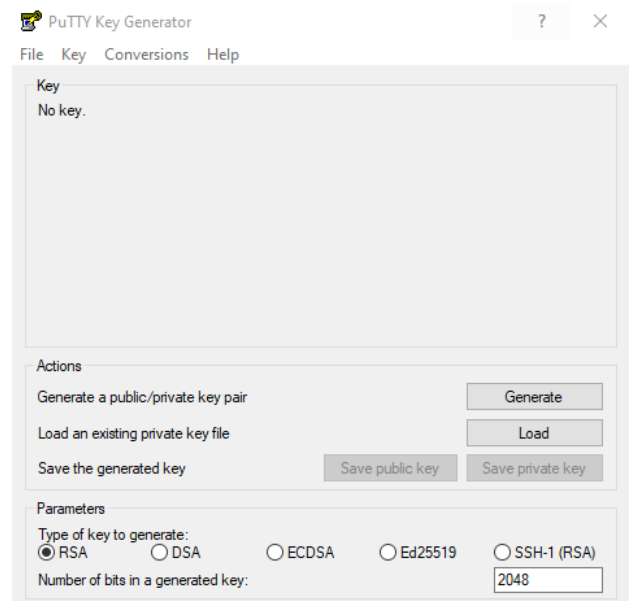 PuTTY Key Generator ?
File Key Conversions Help
Key
No key.
Actions
Generate a public/private key pair Generate
Load an existing private key file Load
Save the generated key Save public key Save private key
Parameters
Type of key to generate:
RSA DSA ECDSA Ed25519 SSH-1 (RSA)
Number of bits in a generated key: 2048